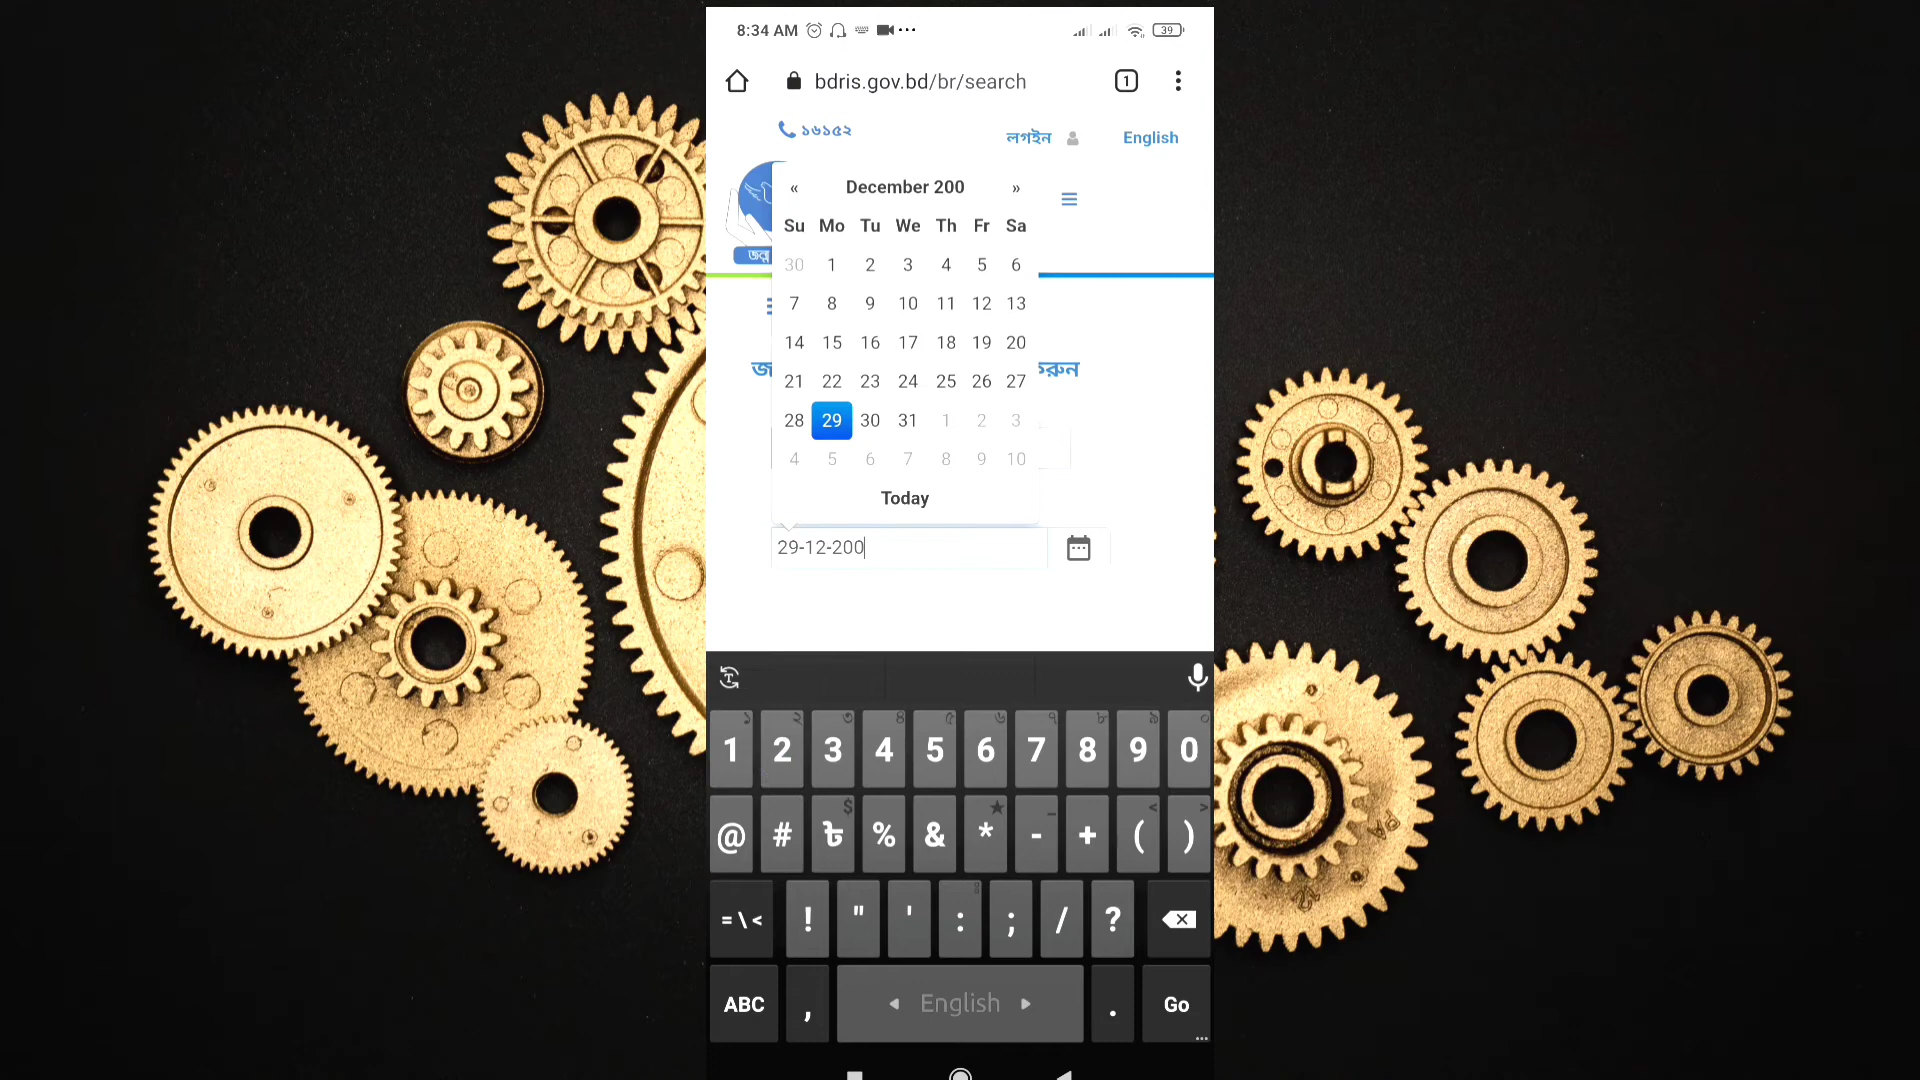 8:34 AM
39
bdris.gov.bd/br/search
1
১৬১৫২
লগইন
English
« December 200 »
Su Mo Tu We Th Fr Sa
30 1 2 3 4 5 6
7 8 9 10 11 12 13
14 15 16 17 18 19 20
21 22 23 24 25 26 27
28 29 30 31 1 2 3
4 5 6 7 8 9 10
Today
29-12-200
1 2 3 4 5 6 7 8 9 0
@ # ৳ % & * - + ( )
= \ < ! " ' : ; / ?
ABC , English . Go